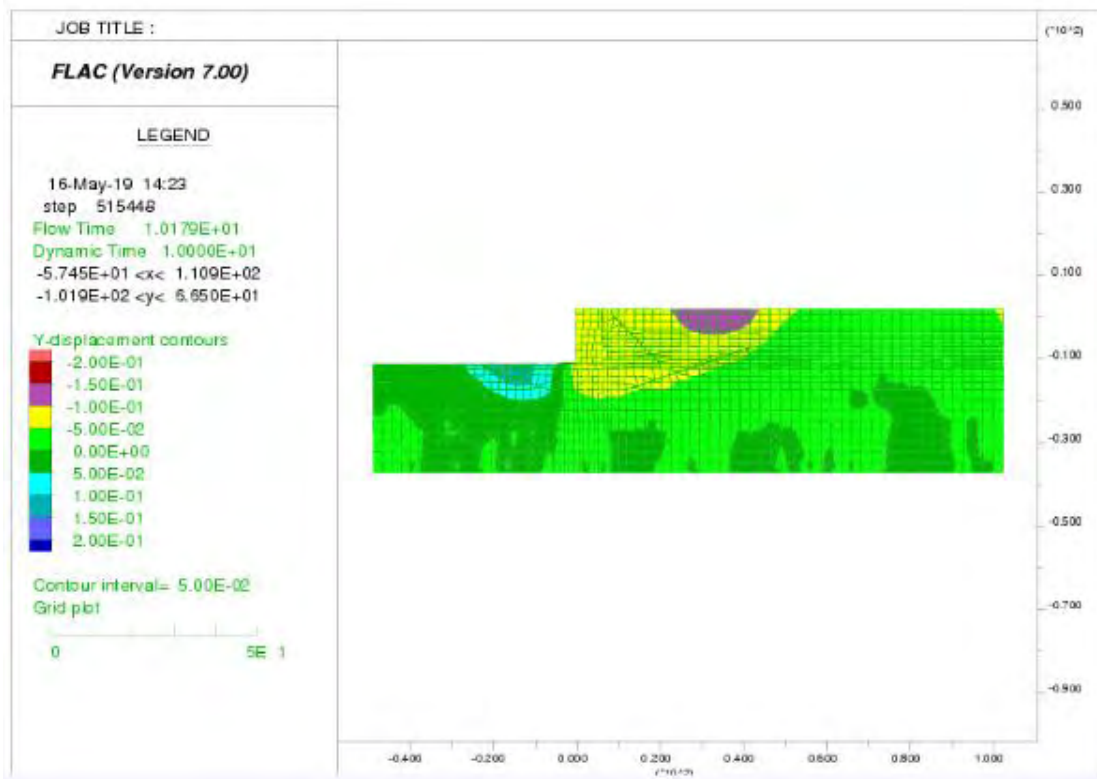 JOB TITLE :
FLAC (Version 7.00)
LEGEND
16-May-19 14:23
step 515448
Flow Time 1.0179E+01
Dynamic Time 1.0000E+01
-5.745E+01 <x< 1.109E+02
-1.019E+02 <y< 6.650E+01
Y-displacement contours
-2.00E-01
-1.50E-01
-1.00E-01
-5.00E-02
0.00E+00
5.00E-02
1.00E-01
1.50E-01
2.00E-01
Contour interval= 5.00E-02
Grid plot
0 5E 1
(*10^2)
0.500
0.300
0.100
-0.100
-0.300
-0.500
-0.700
-0.900
-0.400 -0.200 0.000 0.200 0.400 0.600 0.800 1.000
(*10^2)